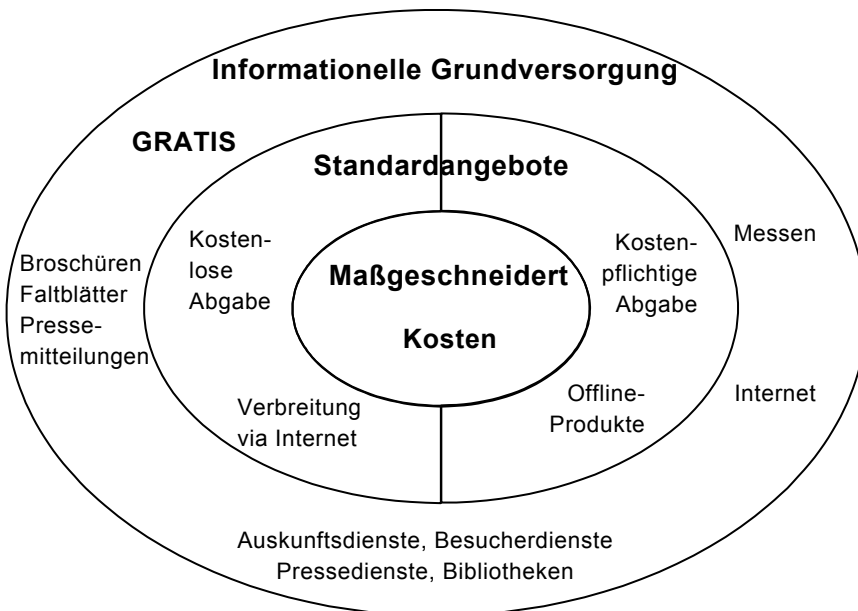 Informationelle Grundversorgung
GRATIS
Standardangebote
Kosten-
lose
Abgabe
Kosten-
pflichtige
Abgabe
Messen
Broschüren
Faltblätter
Presse-
mitteilungen
Maßgeschneidert
Kosten
Verbreitung
via Internet
Offline-
Produkte
Internet
Auskunftsdienste, Besucherdienste
Pressedienste, Bibliotheken